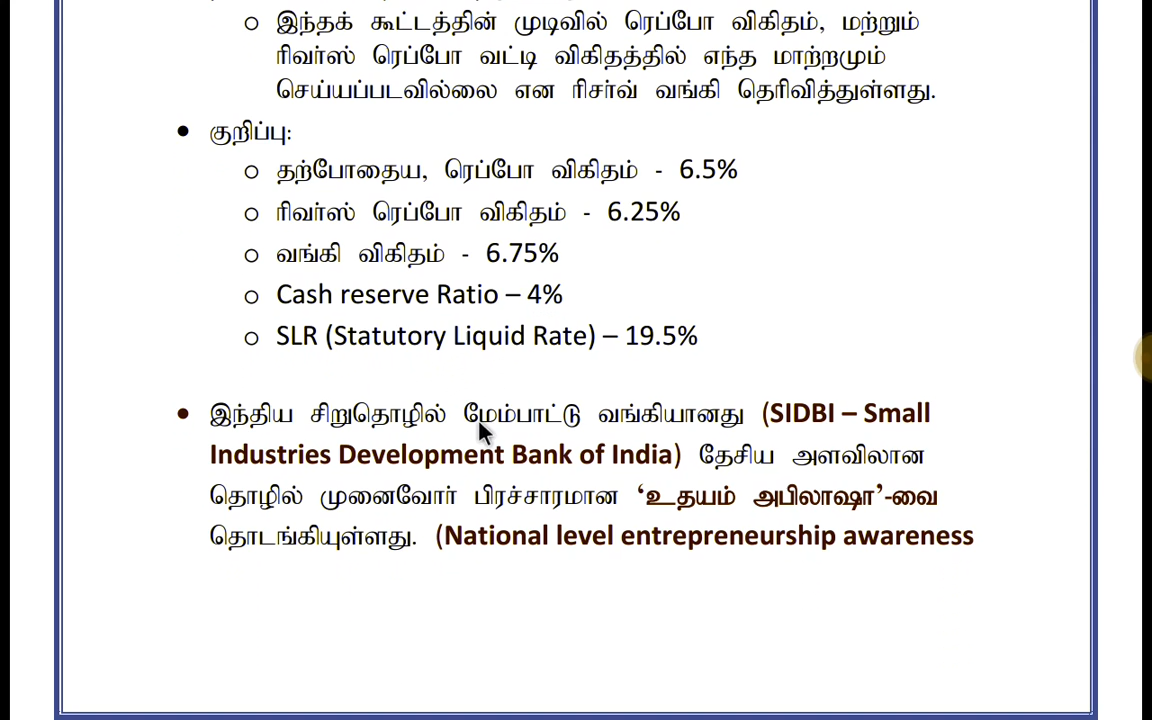 இந்தக் கூட்டத்தின் முடிவில் ரெப்போ விகிதம், மற்றும்
ரிவர்ஸ் ரெப்போ வட்டி விகிதத்தில் எந்த மாற்றமும்
செய்யப்படவில்லை என ரிசர்வ் வங்கி தெரிவித்துள்ளது.
குறிப்பு:
தற்போதைய, ரெப்போ விகிதம் - 6.5%
ரிவர்ஸ் ரெப்போ விகிதம் - 6.25%
வங்கி விகிதம் - 6.75%
Cash reserve Ratio – 4%
SLR (Statutory Liquid Rate) – 19.5%
இந்திய சிறுதொழில் மேம்பாட்டு வங்கியானது (SIDBI – Small
Industries Development Bank of India) தேசிய அளவிலான
தொழில் முனைவோர் பிரச்சாரமான ‘உதயம் அபிலாஷா’-வை
தொடங்கியுள்ளது. (National level entrepreneurship awareness